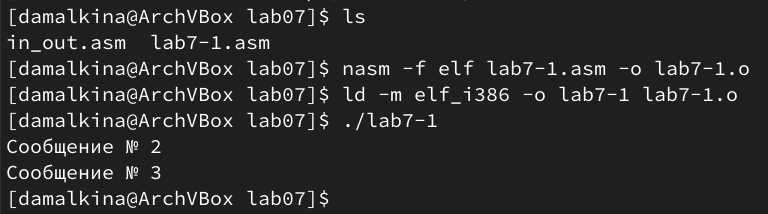 [damalkina@ArchVBox lab07]$ ls
in_out.asm  lab7-1.asm
[damalkina@ArchVBox lab07]$ nasm -f elf lab7-1.asm -o lab7-1.o
[damalkina@ArchVBox lab07]$ ld -m elf_i386 -o lab7-1 lab7-1.o
[damalkina@ArchVBox lab07]$ ./lab7-1
Сообщение № 2
Сообщение № 3
[damalkina@ArchVBox lab07]$